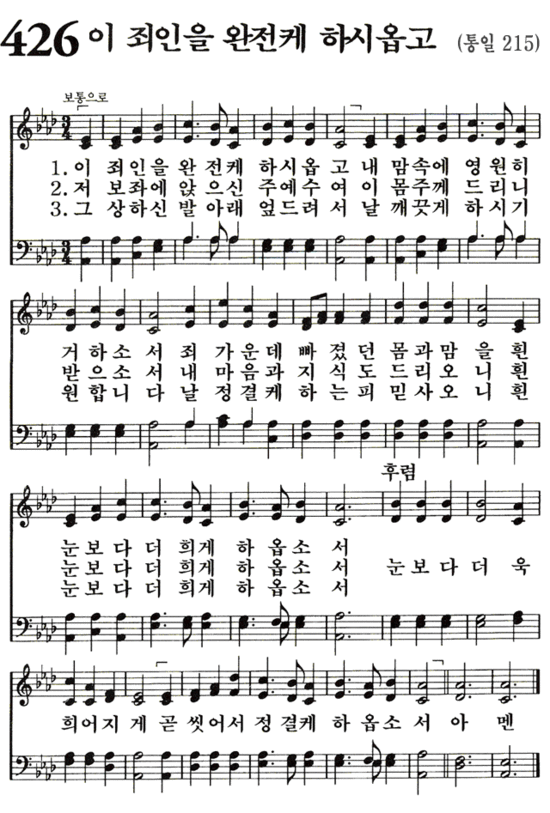 426 이 죄인을 완전케 하시옵고 (통일 215)
보통으로
3/4
1. 이 죄인을 완전케 하시옵고 내 맘속에 영원히
2. 저 보좌에 앉으신 주예수여 이 몸주께 드리니
3. 그 상하신 발아래 엎드려서 날 깨끗게 하시기
3/4
거하소서 죄 가운데 빠졌던 몸과맘을 흰
받으소서 내 마음과 지식도 드리오니 흰
원합니다 날 정결케 하는피 믿사오니 흰
후렴
눈보다 더 희게 하옵소서
눈보다 더 희게 하옵소서 눈보다 더 욱
눈보다 더 희게 하옵소서
희어지게 곧 씻어서 정결케 하옵소서 아멘